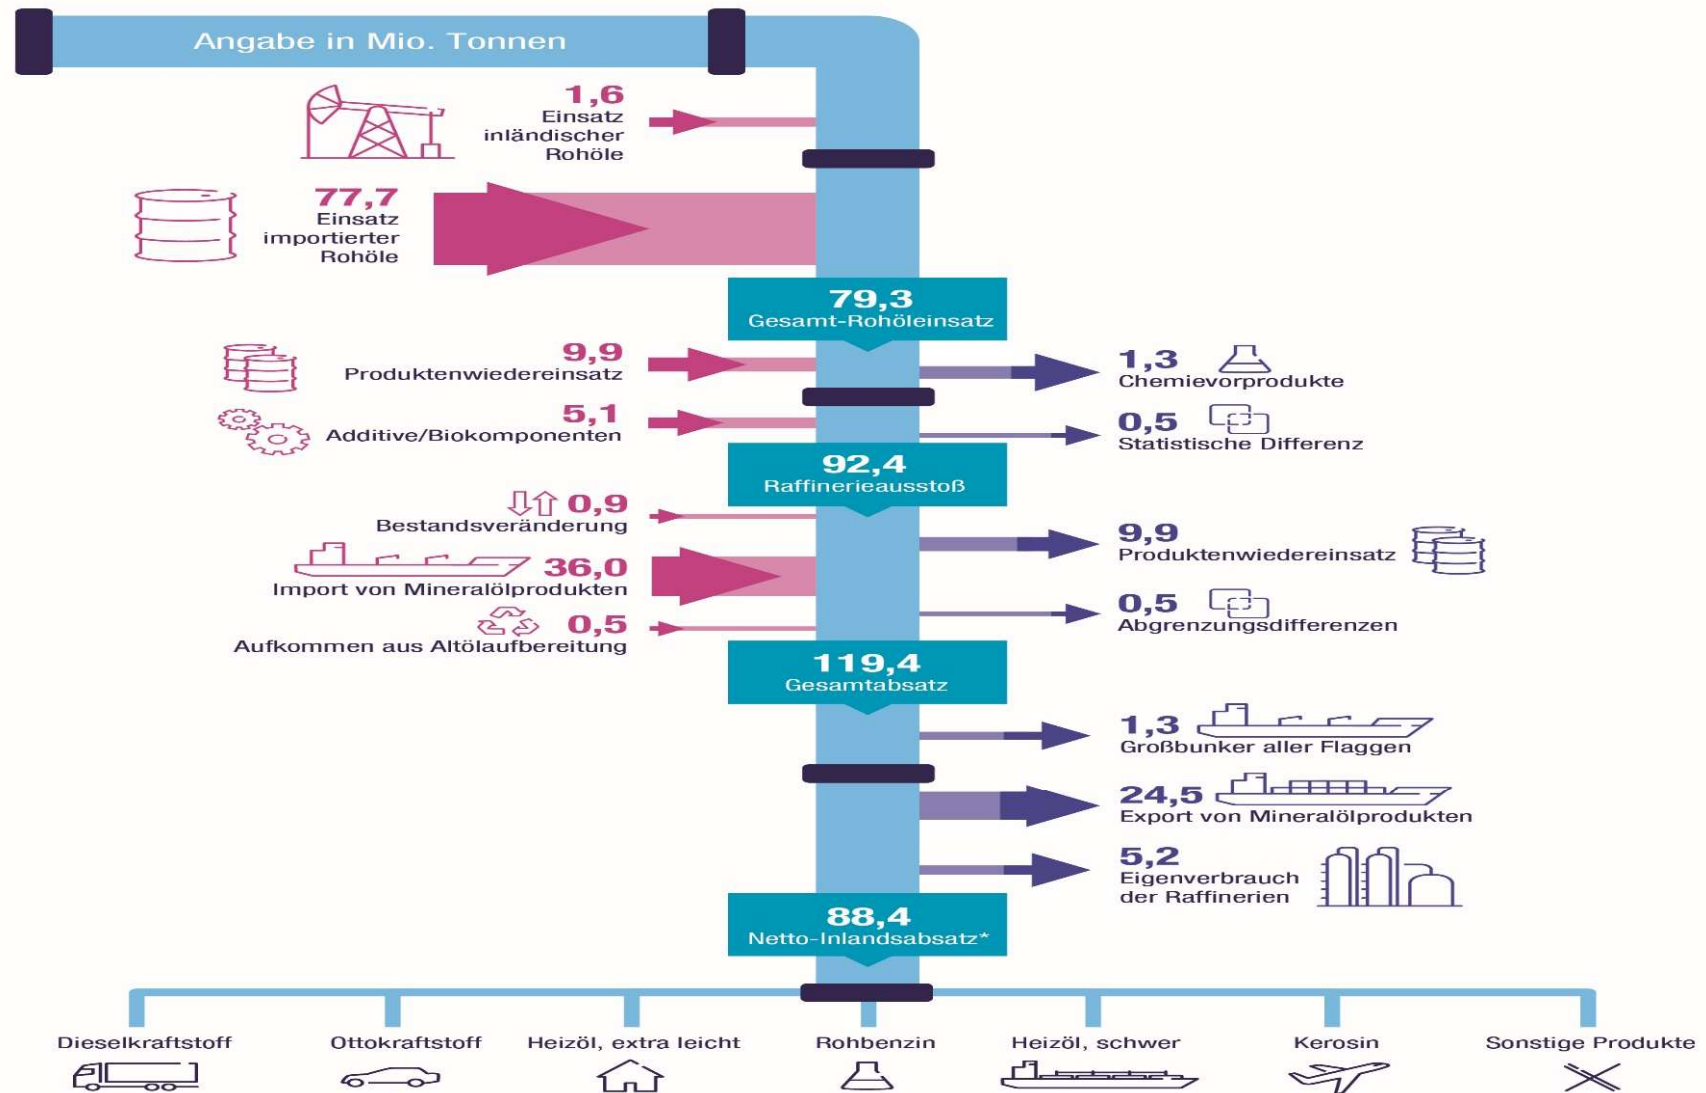 Angabe in Mio. Tonnen
1,6
Einsatz
inländischer
Rohöle
77,7
Einsatz
importierter
Rohöle
79,3
Gesamt-Rohöleinsatz
9,9
Produktenwiedereinsatz
1,3
Chemievorprodukte
5,1
Additive/Biokomponenten
0,5
Statistische Differenz
92,4
Raffinerieausstoß
0,9
Bestandsveränderung
9,9
Produktenwiedereinsatz
36,0
Import von Mineralölprodukten
0,5
Abgrenzungsdifferenzen
0,5
Aufkommen aus Altölaufbereitung
119,4
Gesamtabsatz
1,3
Großbunker aller Flaggen
24,5
Export von Mineralölprodukten
5,2
Eigenverbrauch
der Raffinerien
88,4
Netto-Inlandsabsatz*
Dieselkraftstoff
Ottokraftstoff
Heizöl, extra leicht
Rohbenzin
Heizöl, schwer
Kerosin
Sonstige Produkte